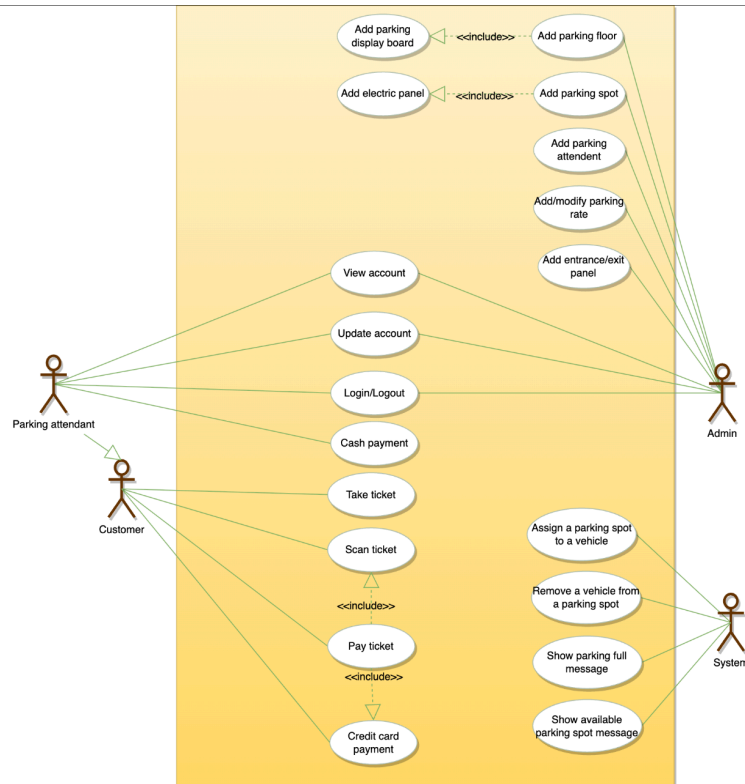 Add parking
display board
<<include>>
Add parking floor
Add electric panel
<<include>>
Add parking spot
Add parking
attendent
Add/modify parking
rate
Add entrance/exit
panel
View account
Update account
Login/Logout
Cash payment
Parking attendant
Admin
Customer
Take ticket
Scan ticket
<<include>>
Pay ticket
<<include>>
Credit card
payment
Assign a parking spot
to a vehicle
Remove a vehicle from
a parking spot
Show parking full
message
Show available
parking spot message
System